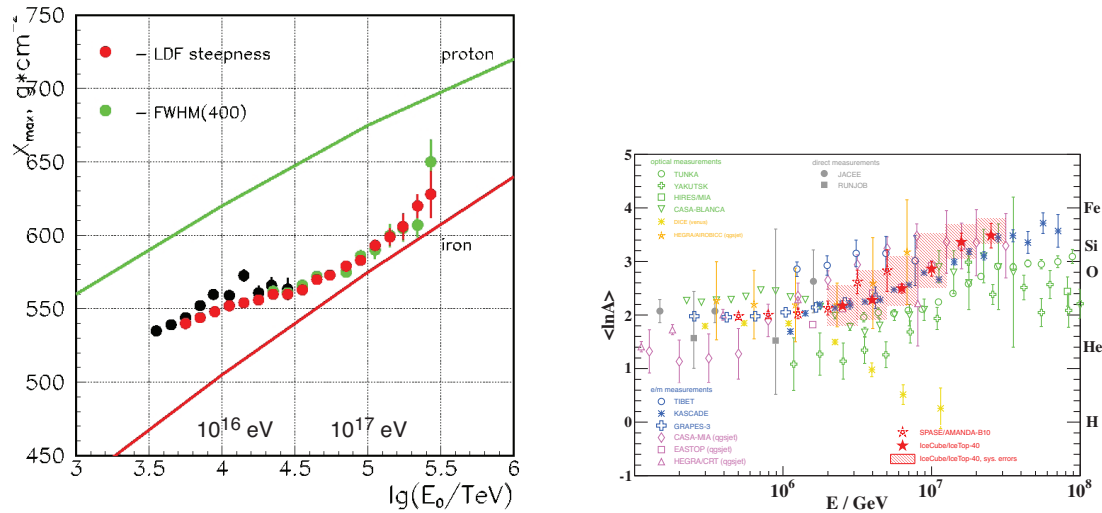 X_max, g*cm^-2
700
650
600
550
500
450
– LDF steepness
– FWHM(400)
proton
iron
10^16 eV
10^17 eV
3
3.5
4
4.5
5
5.5
6
lg(E_0/TeV)
<lnA>
5
4
3
2
1
0
-1
optical measurements
TUNKA
YAKUTSK
HIRES/MIA
CASA-BLANCA
DICE (venus)
HEGRA/AIROBICC (qgsjet)
direct measurements
JACEE
RUNJOB
e/m measurements
TIBET
KASCADE
GRAPES-3
CASA-MIA (qgsjet)
EASTOP (qgsjet)
HEGRA/CRT (qgsjet)
SPASE/AMANDA-B10
IceCube/IceTop-40
IceCube/IceTop-40, sys. errors
Fe
Si
O
He
H
10^6
10^7
10^8
E / GeV